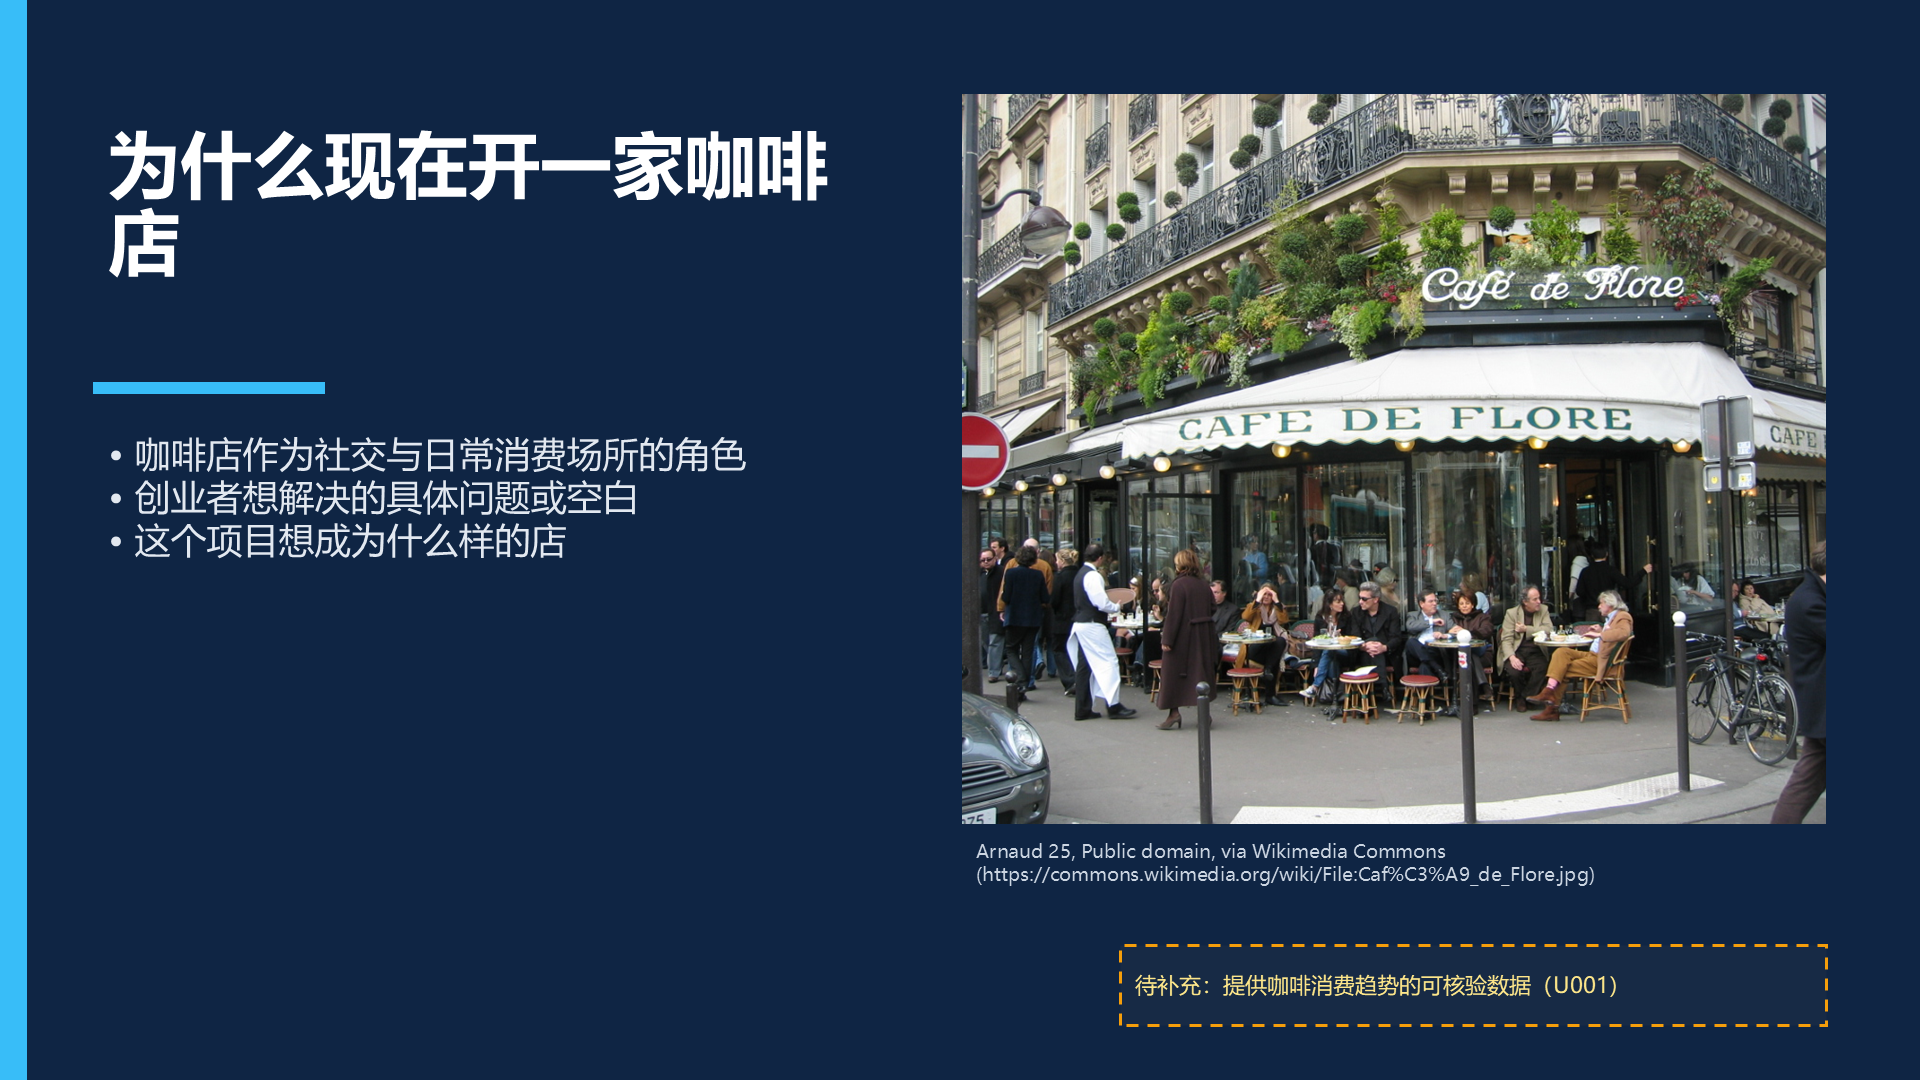 为什么现在开一家咖啡
店
• 咖啡店作为社交与日常消费场所的角色
• 创业者想解决的具体问题或空白
• 这个项目想成为什么样的店
Café de Flore
CAFE DE FLORE
CAFE
75
Arnaud 25, Public domain, via Wikimedia Commons
(https://commons.wikimedia.org/wiki/File:Caf%C3%A9_de_Flore.jpg)
待补充：提供咖啡消费趋势的可核验数据（U001）